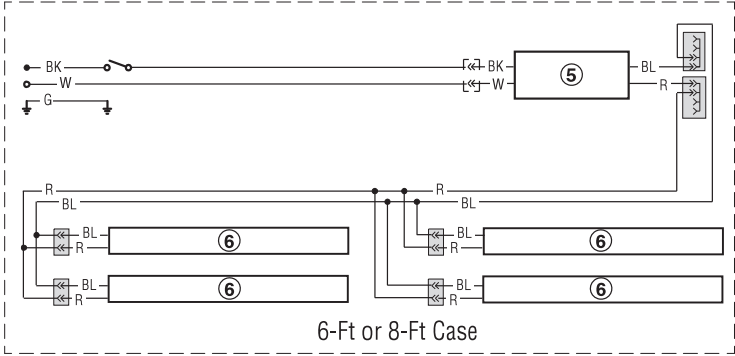 BK BK BL
5
W W R
G
R R
BL BL
BL 6 BL 6
R R
BL 6 BL 6
R R
6-Ft or 8-Ft Case